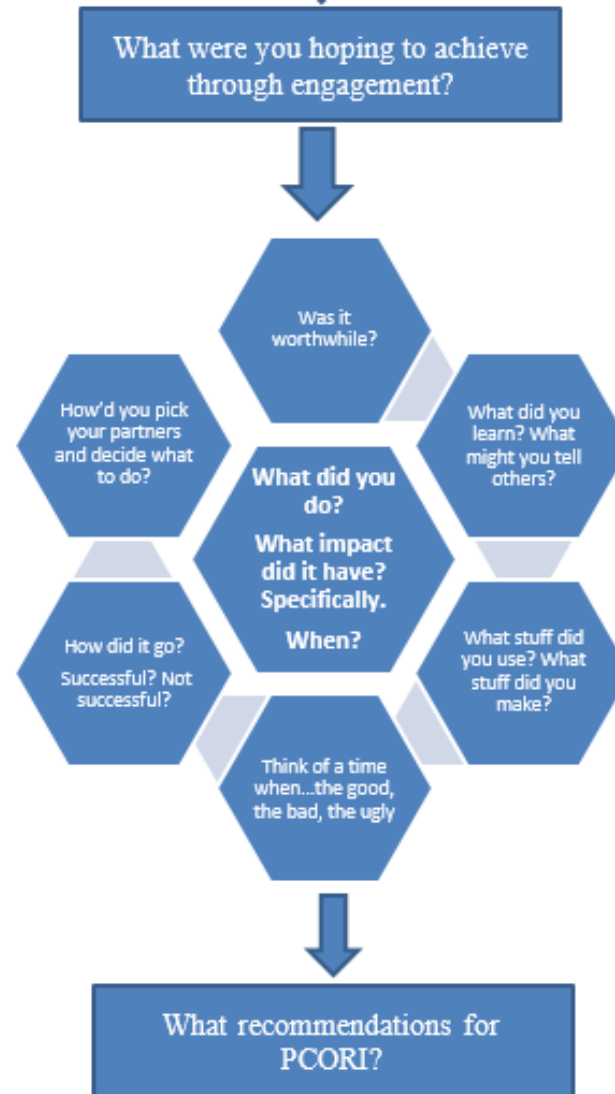 What were you hoping to achieve
through engagement?
Was it
worthwhile?
What did you
learn? What
might you tell
others?
What stuff did
you use? What
stuff did you
make?
Think of a time
when...the good,
the bad, the ugly
How did it go?
Successful? Not
successful?
How'd you pick
your partners
and decide what
to do?
What did you
do?
What impact
did it have?
Specifically.
When?
What recommendations for
PCORI?